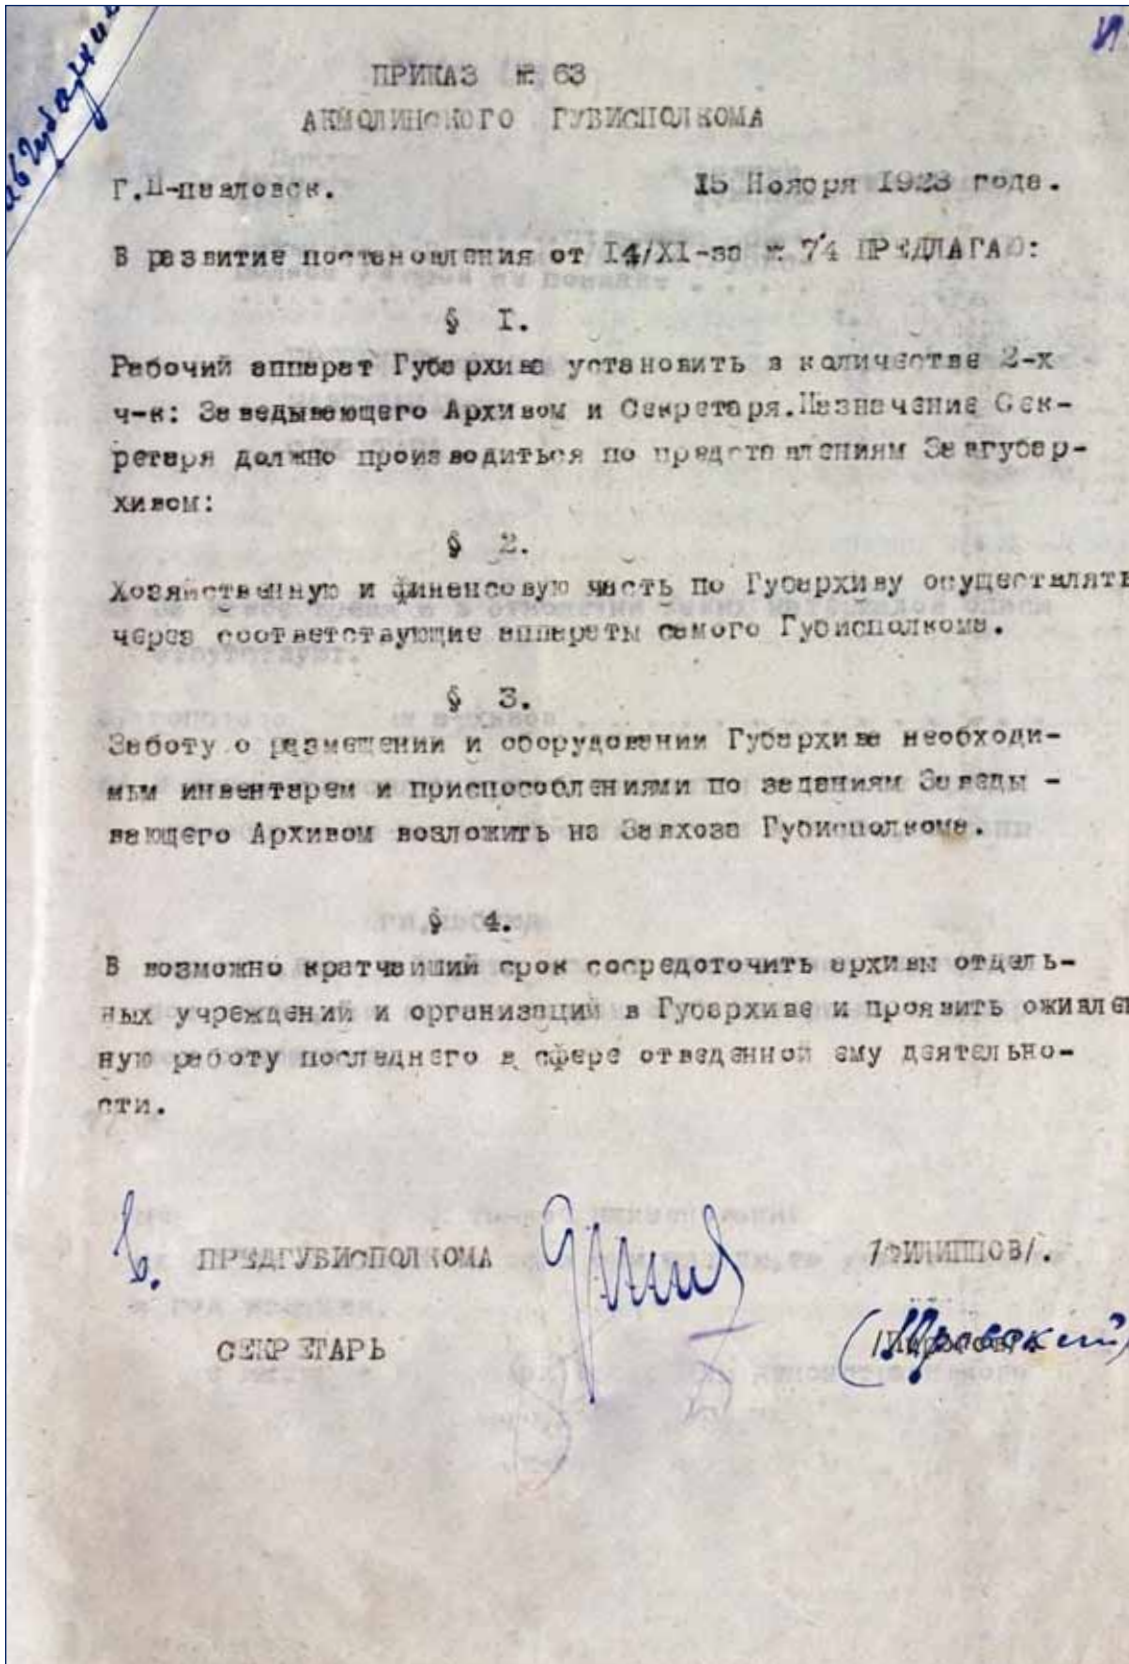 ПРИКАЗ № 63
АКМОЛИНСКОГО ГУБИСПОЛКОМА
Г.П-павловск. 15 Ноября 1923 года.
В развитие постановления от 14/XI-за № 74 ПРЕДЛАГАЮ:
§ I.
Рабочий аппарат Губархива установить в количестве 2-х
ч-к: Заведывающего Архивом и Секретаря.Назначение Сек-
ретаря должно производиться по представлениям Завгубар-
хивом:
§ 2.
Хозяйственную и финансовую часть по Губархиву осуществлять
через соответствующие аппараты самого Губисполкома.
§ 3.
Заботу о размещении и оборудовании Губархива необходи-
мым инвентарем и приспособлениями по заданиям Заведы -
вающего Архивом возложить на Завхоза Губисполкома.
§ 4.
В возможно кратчайший срок сосредоточить архивы отдель-
ных учреждений и организаций в Губархиве и проявить оживлен
ную работу последнего в сфере отведенной ему деятельно-
сти.
ПРЕДГУБИСПОЛКОМА /ФИЛИППОВ/.
СЕКРЕТАРЬ